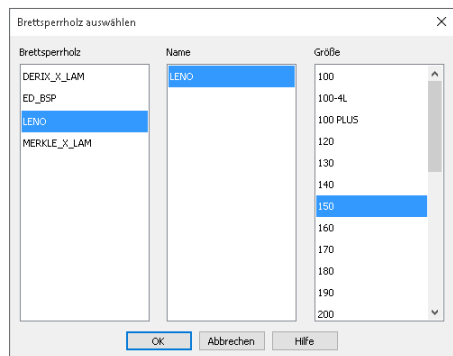 Brettsperrholz auswählen
Brettsperrholz
DERIX_X_LAM
ED_BSP
LENO
MERKLE_X_LAM
Name
LENO
Größe
100
100-4L
100 PLUS
120
130
140
150
160
170
180
190
200
OK
Abbrechen
Hilfe